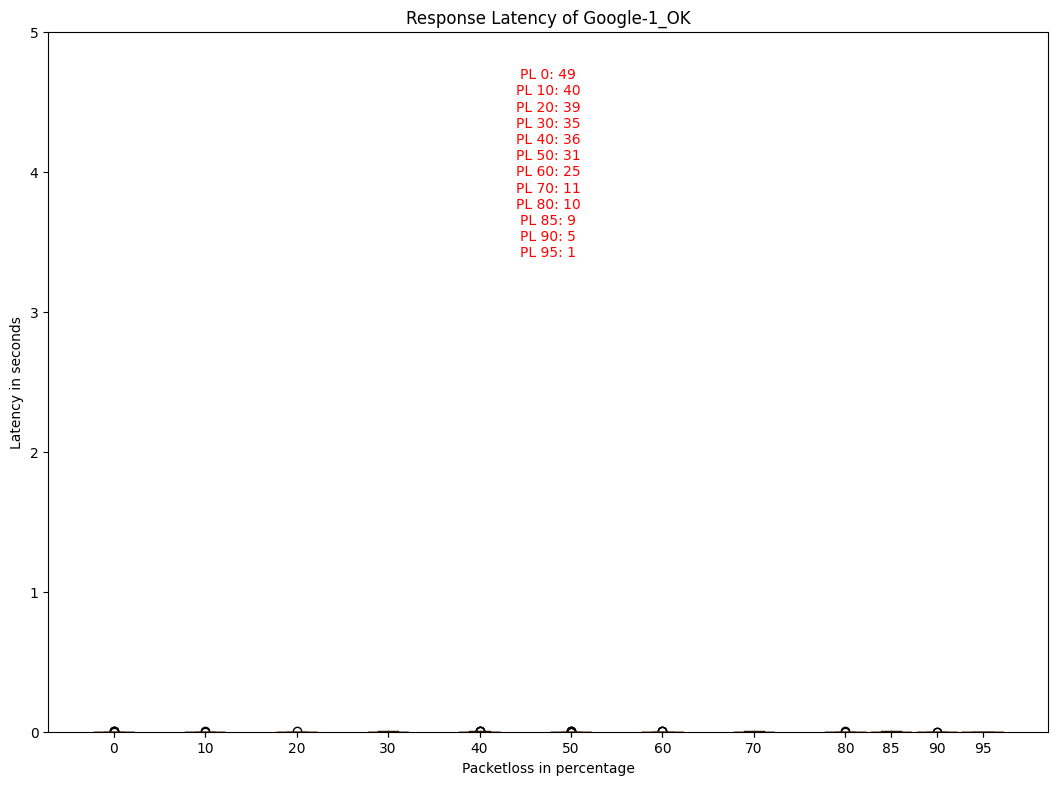 Response Latency of Google-1_OK
5
PL 0: 49
PL 10: 40
PL 20: 39
PL 30: 35
PL 40: 36
PL 50: 31
PL 60: 25
PL 70: 11
PL 80: 10
PL 85: 9
PL 90: 5
PL 95: 1
4
3
2
1
0
Latency in seconds
0 10 20 30 40 50 60 70 80 85 90 95
Packetloss in percentage